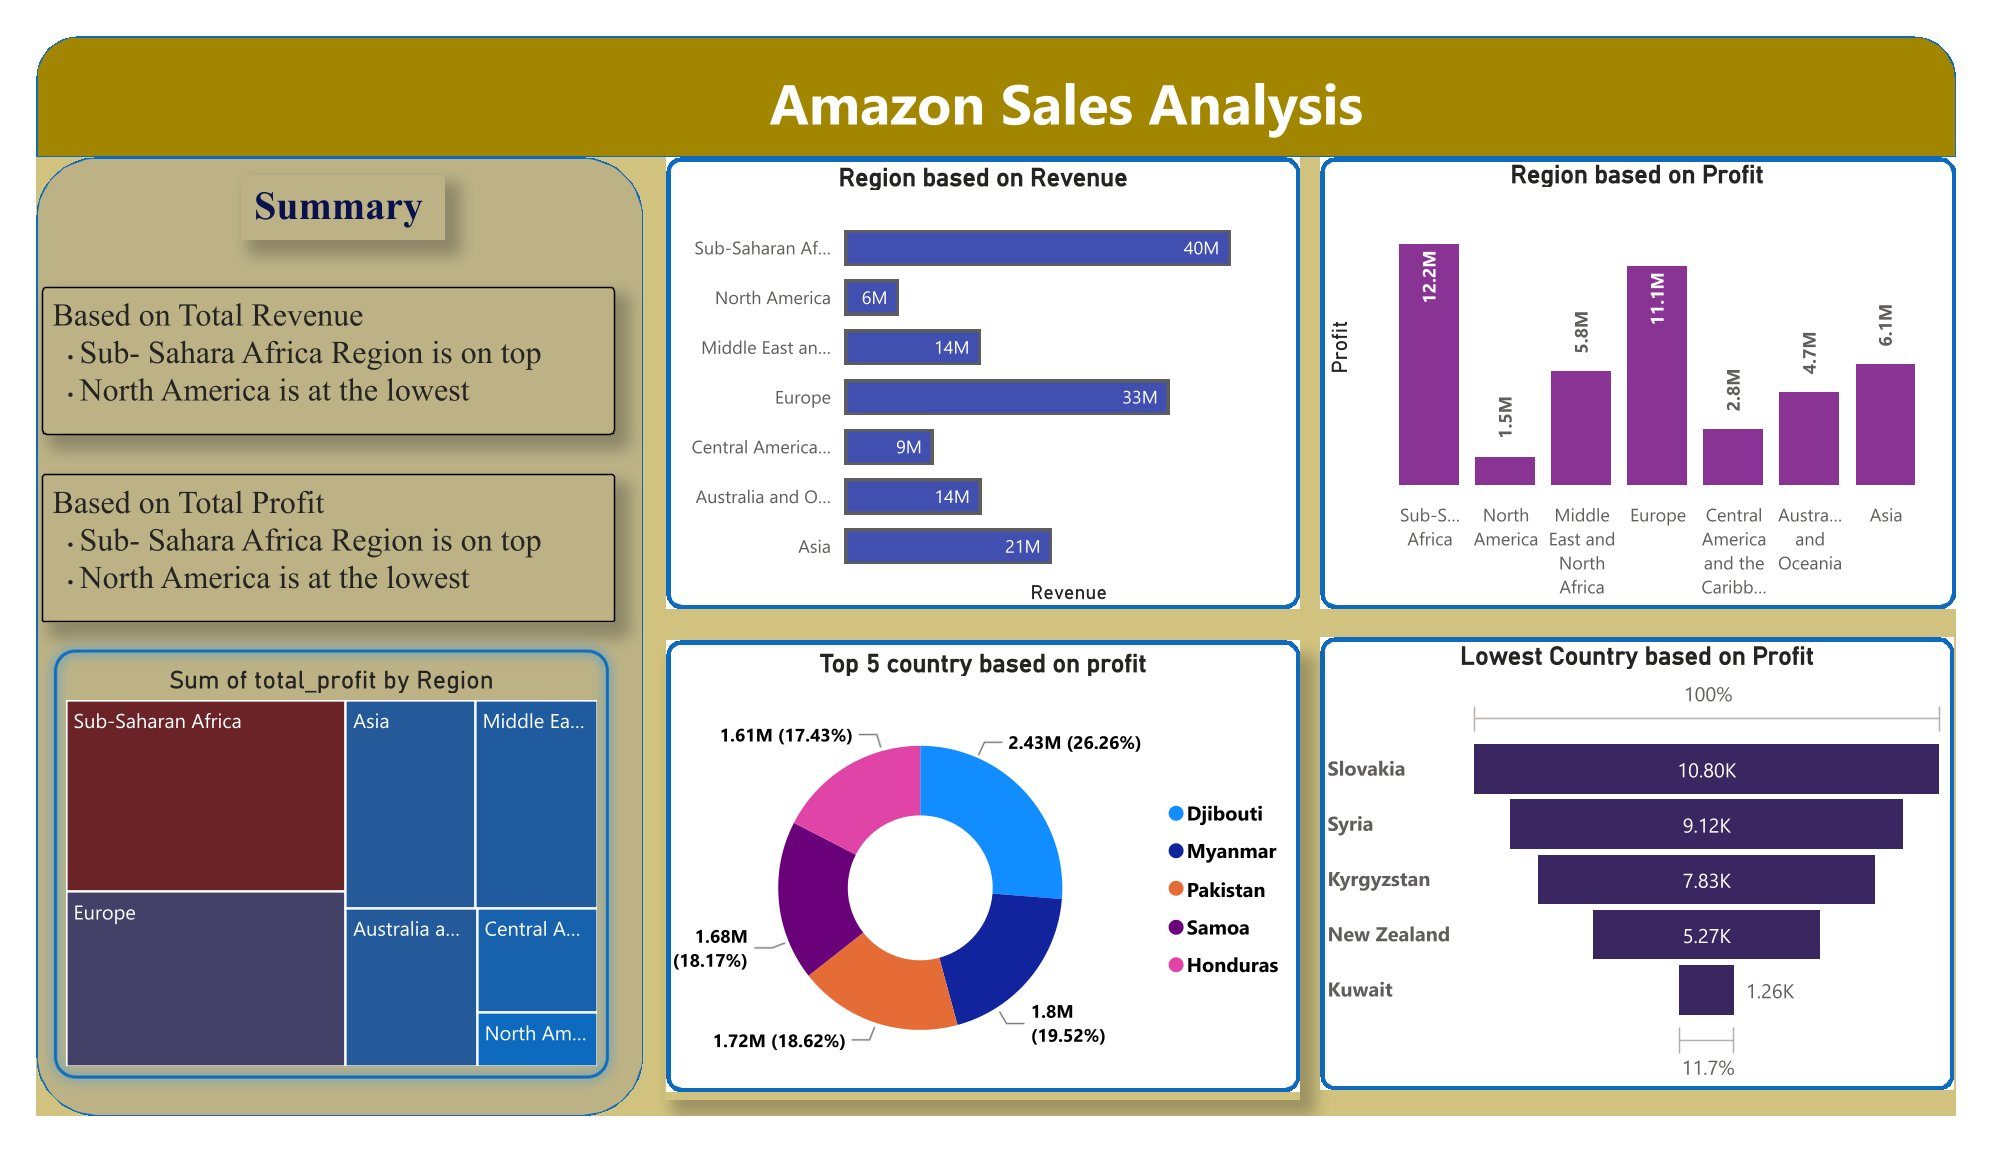 Amazon Sales Analysis
Summary
Based on Total Revenue
• Sub- Sahara Africa Region is on top
• North America is at the lowest
Based on Total Profit
• Sub- Sahara Africa Region is on top
• North America is at the lowest
Sum of total_profit by Region
Sub-Saharan Africa
Europe
Asia
Middle Ea...
Australia a...
Central A...
North Am...
Region based on Revenue
Sub-Saharan Af... 40M
North America 6M
Middle East an... 14M
Europe 33M
Central America... 9M
Australia and O... 14M
Asia 21M
Revenue
Region based on Profit
Profit
12.2M
1.5M
5.8M
11.1M
2.8M
4.7M
6.1M
Sub-S...
Africa
North
America
Middle
East and
North
Africa
Europe
Central
America
and the
Caribb...
Austra...
and
Oceania
Asia
Top 5 country based on profit
1.61M (17.43%)
2.43M (26.26%)
1.68M
(18.17%)
1.72M (18.62%)
1.8M
(19.52%)
Djibouti
Myanmar
Pakistan
Samoa
Honduras
Lowest Country based on Profit
100%
Slovakia 10.80K
Syria 9.12K
Kyrgyzstan 7.83K
New Zealand 5.27K
Kuwait 1.26K
11.7%